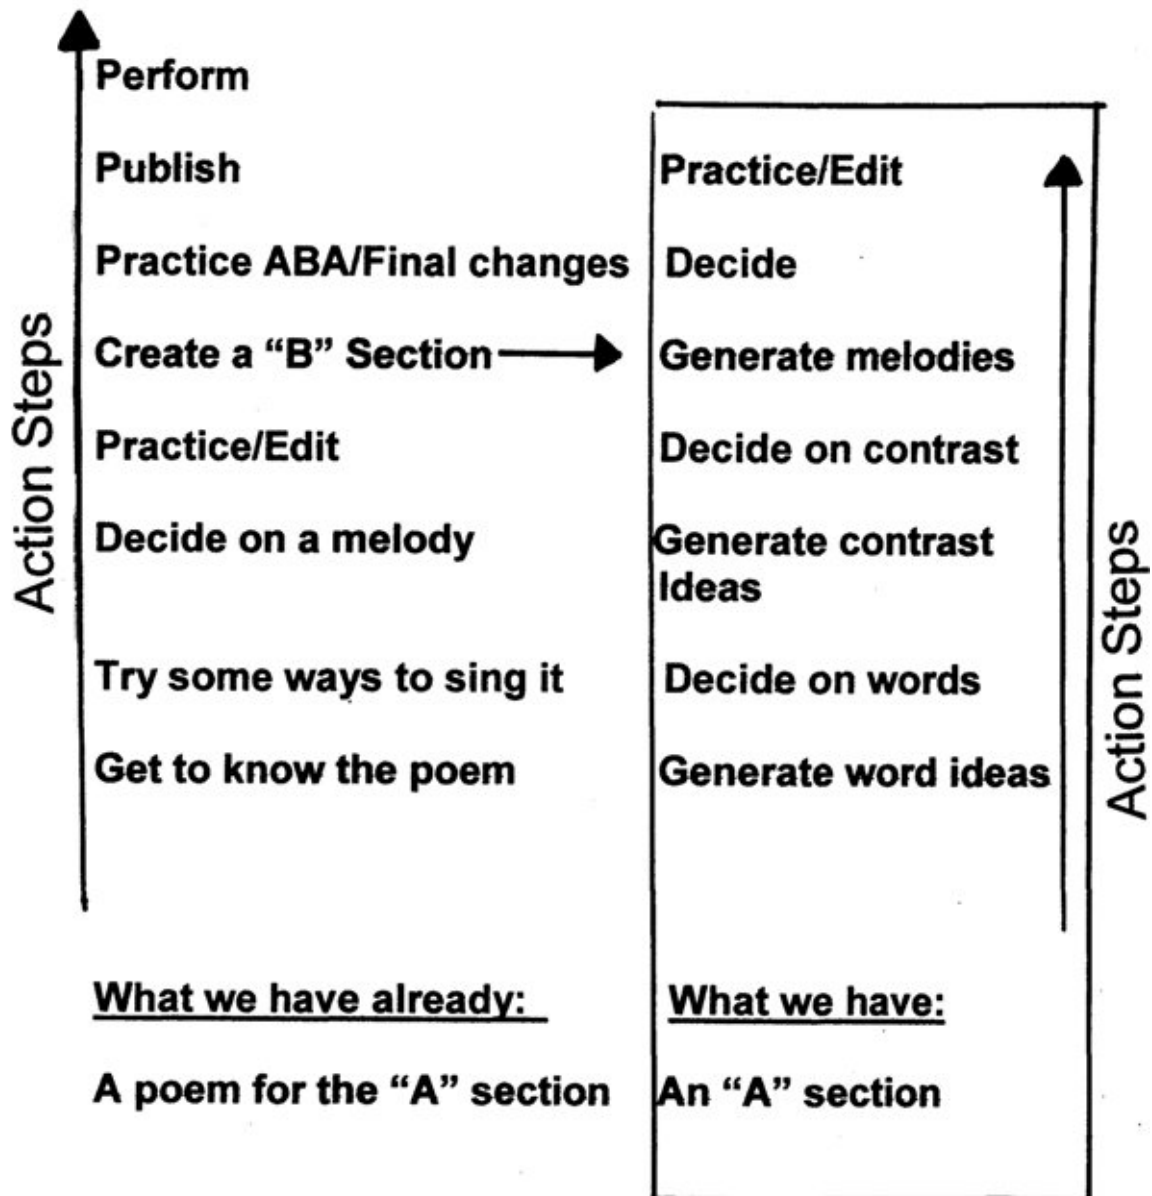 Perform
Publish
Practice ABA/Final changes
Create a “B” Section
Practice/Edit
Decide on a melody
Try some ways to sing it
Get to know the poem
What we have already:
A poem for the “A” section
Action Steps
Practice/Edit
Decide
Generate melodies
Decide on contrast
Generate contrast
Ideas
Decide on words
Generate word ideas
What we have:
An “A” section
Action Steps